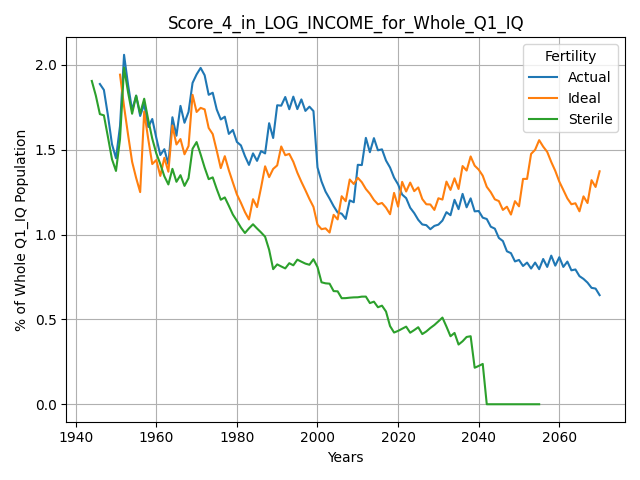 Score_4_in_LOG_INCOME_for_Whole_Q1_IQ
Fertility
Actual
Ideal
Sterile
% of Whole Q1_IQ Population
2.0
1.5
1.0
0.5
0.0
1940 1960 1980 2000 2020 2040 2060
Years